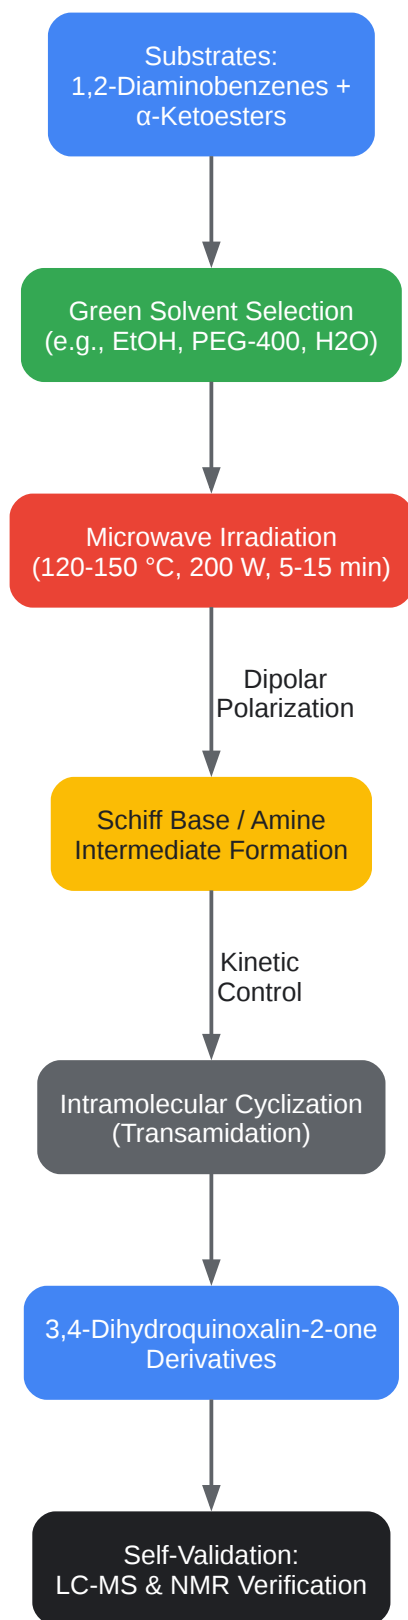 Substrates:
1,2-Diaminobenzenes +
α-Ketoesters
Green Solvent Selection
(e.g., EtOH, PEG-400, H2O)
Microwave Irradiation
(120-150 °C, 200 W, 5-15 min)
Dipolar
Polarization
Schiff Base / Amine
Intermediate Formation
Kinetic
Control
Intramolecular Cyclization
(Transamidation)
3,4-Dihydroquinoxalin-2-one
Derivatives
Self-Validation:
LC-MS & NMR Verification